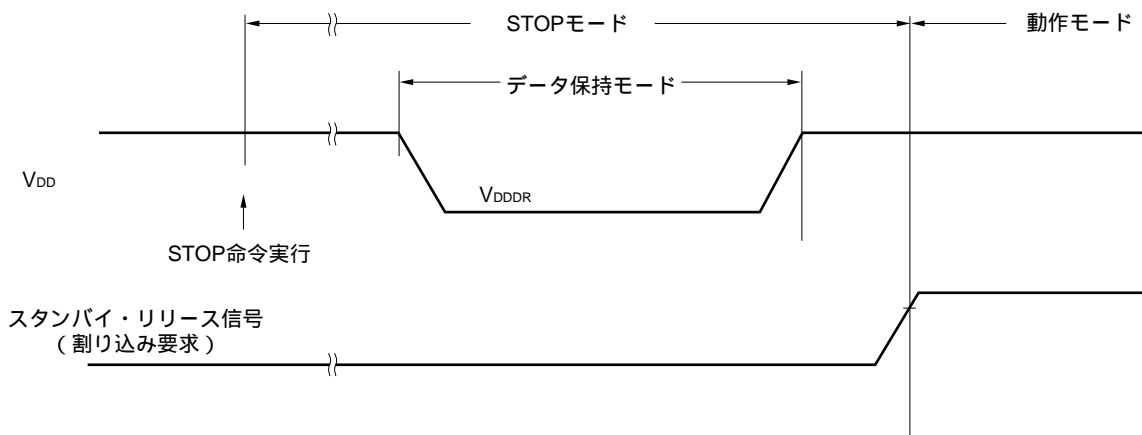 STOPモード
動作モード
データ保持モード
VDD
VDDDR
STOP命令実行
スタンバイ・リリース信号
(割り込み要求)